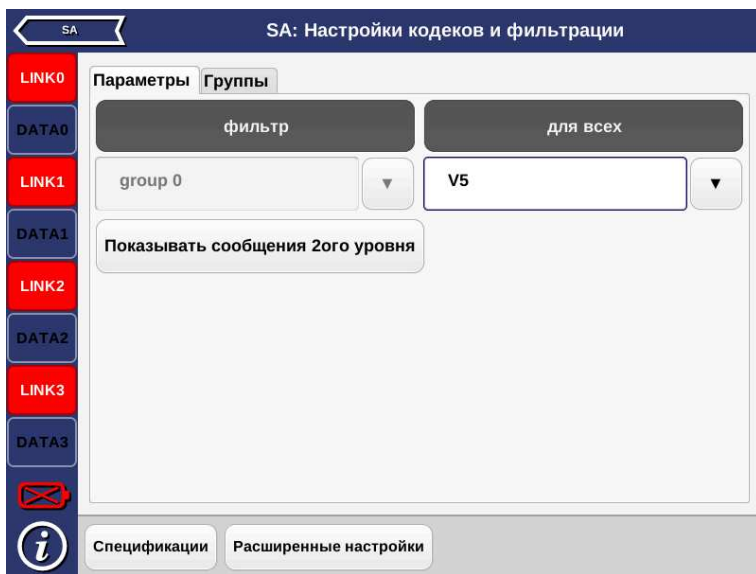 SA
SA: Настройки кодеков и фильтрации
LINK0
DATA0
LINK1
DATA1
LINK2
DATA2
LINK3
DATA3
Параметры Группы
фильтр для всех
group 0 V5
Показывать сообщения 2ого уровня
i
Спецификации Расширенные настройки